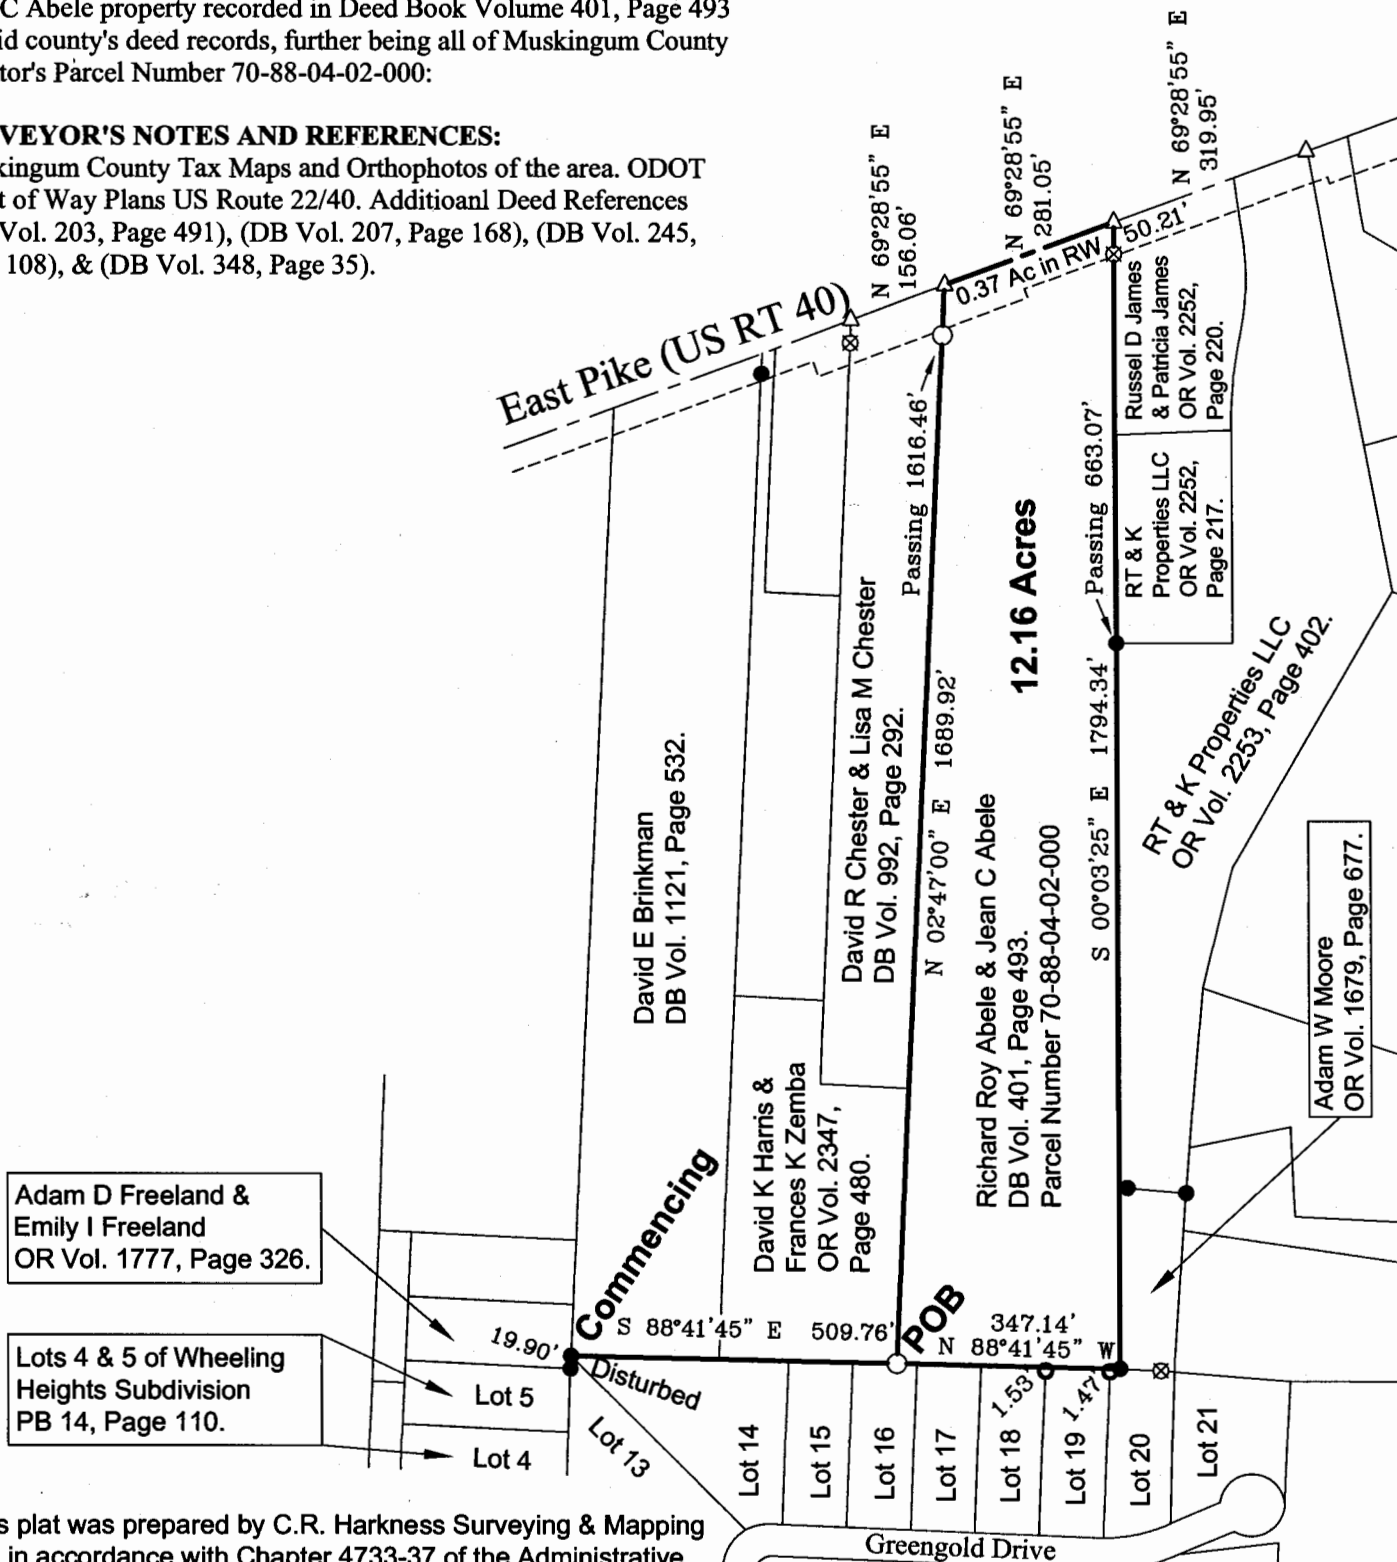 C Abele property recorded in Deed Book Volume 401, Page 493
id county's deed records, further being all of Muskingum County
tor's Parcel Number 70-88-04-02-000:
VEYOR'S NOTES AND REFERENCES:
kingum County Tax Maps and Orthophotos of the area. ODOT
t of Way Plans US Route 22/40. Additioanl Deed References
Vol. 203, Page 491), (DB Vol. 207, Page 168), (DB Vol. 245,
108), & (DB Vol. 348, Page 35).
N 69°28'55" E
156.06'
N 69°28'55" E
281.05'
N 69°28'55" E
319.95'
East Pike (US RT 40)
0.37 Ac in RW
50.21'
Russel D James
& Patricia James
OR Vol. 2252,
Page 220.
Passing 1616.46'
Passing 663.07'
RT & K
Properties LLC
OR Vol. 2252,
Page 217.
12.16 Acres
David E Brinkman
DB Vol. 1121, Page 532.
David R Chester & Lisa M Chester
DB Vol. 992, Page 292.
N 02°47'00" E 1689.92'
Richard Roy Abele & Jean C Abele
DB Vol. 401, Page 493.
Parcel Number 70-88-04-02-000
S 00°03'25" E 1794.34'
RT & K Properties LLC
OR Vol. 2253, Page 402.
Adam W Moore
OR Vol. 1679, Page 677.
David K Harris &
Frances K Zemba
OR Vol. 2347,
Page 480.
Adam D Freeland &
Emily I Freeland
OR Vol. 1777, Page 326.
Commencing
S 88°41'45" E 509.76'
POB
347.14'
N 88°41'45" W
19.90'
Disturbed
Lots 4 & 5 of Wheeling
Heights Subdivision
PB 14, Page 110.
Lot 5
Lot 4
Lot 13
Lot 14
Lot 15
Lot 16
Lot 17
1.53'
Lot 18
1.47'
Lot 19
Lot 20
Lot 21
Greengold Drive
s plat was prepared by C.R. Harkness Surveying & Mapping
in accordance with Chapter 4733-37 of the Administrative